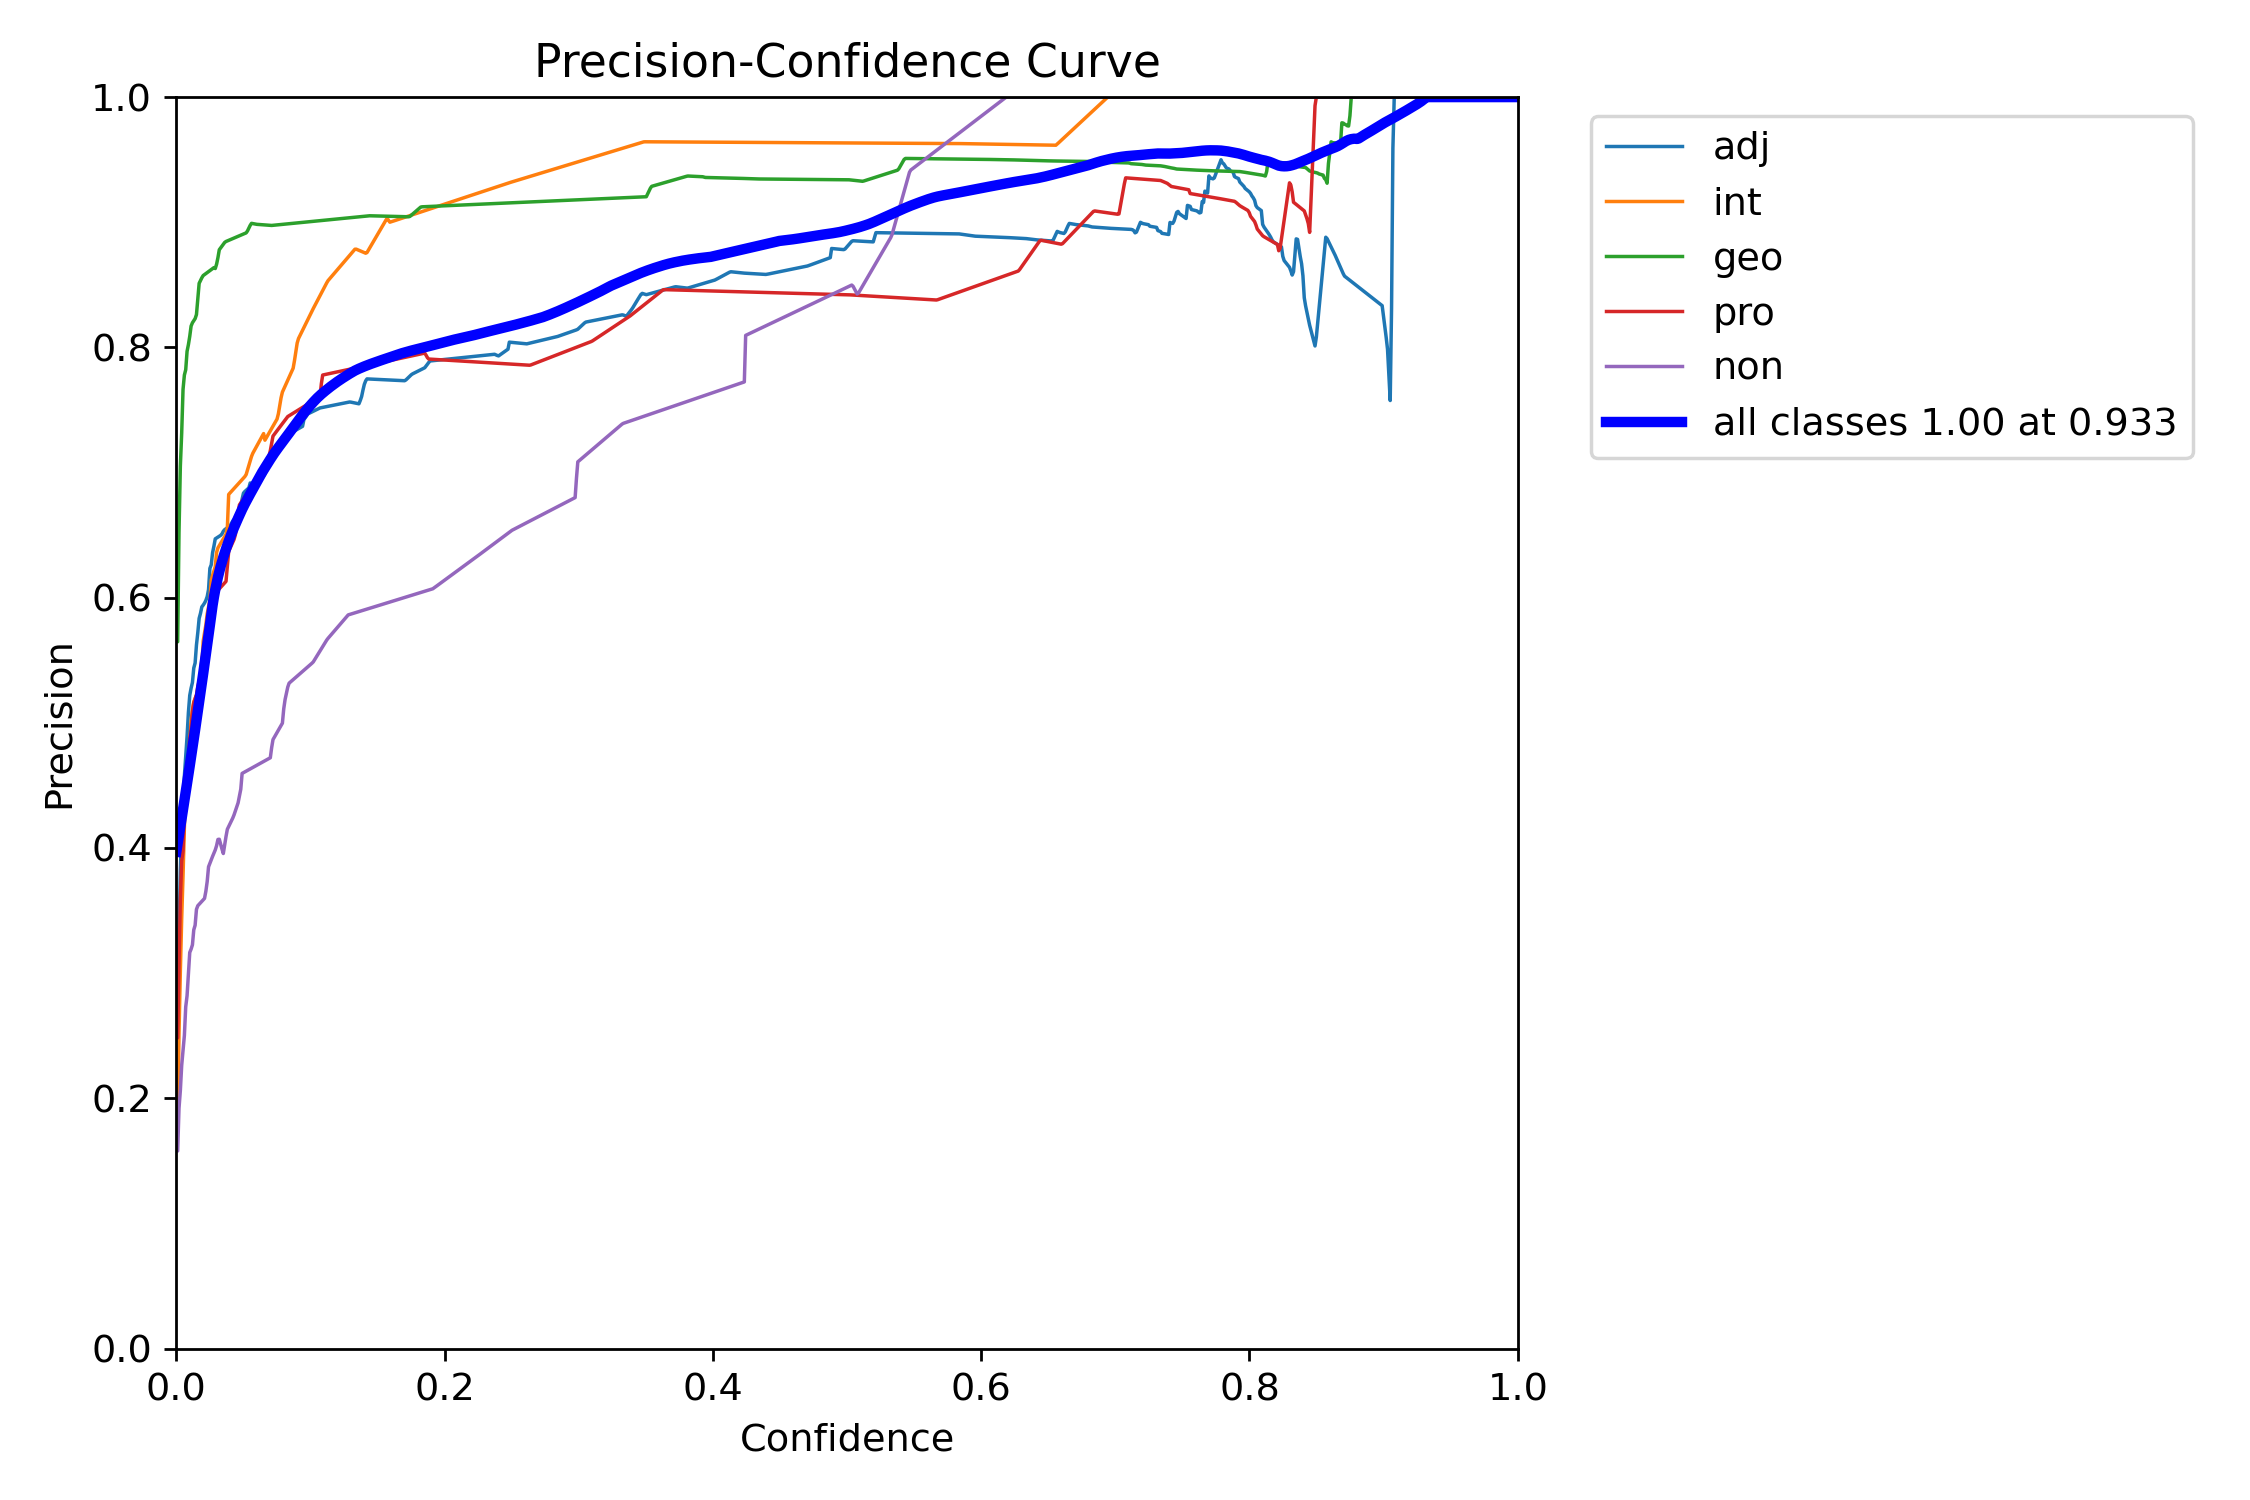 Precision-Confidence Curve
1.0
0.8
0.6
0.4
0.2
0.0
Precision
0.0 0.2 0.4 0.6 0.8 1.0
Confidence
adj
int
geo
pro
non
all classes 1.00 at 0.933